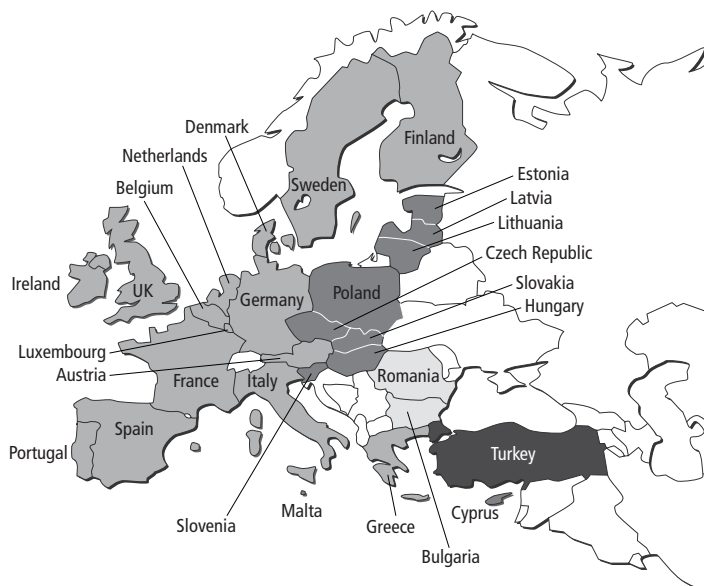 Denmark
Finland
Netherlands
Estonia
Belgium
Sweden
Latvia
Lithuania
Czech Republic
Ireland
UK
Germany
Poland
Slovakia
Hungary
Luxembourg
Austria
France
Italy
Romania
Portugal
Spain
Turkey
Slovenia
Malta
Greece
Cyprus
Bulgaria